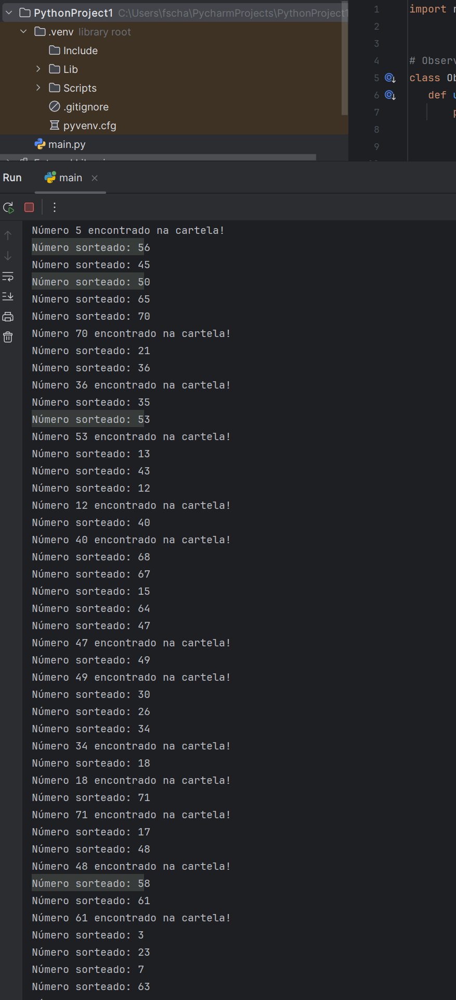 PythonProject1 C:\Users\fscha\PycharmProjects\PythonProject1
.venv library root
Include
Lib
Scripts
.gitignore
pyvenv.cfg
main.py
1 import
2
3
4 # Observ
5 class Ob
6 def u
7
8
9
Run main
Número 5 encontrado na cartela!
Número sorteado: 56
Número sorteado: 45
Número sorteado: 50
Número sorteado: 65
Número sorteado: 70
Número 70 encontrado na cartela!
Número sorteado: 21
Número sorteado: 36
Número 36 encontrado na cartela!
Número sorteado: 35
Número sorteado: 53
Número 53 encontrado na cartela!
Número sorteado: 13
Número sorteado: 43
Número sorteado: 12
Número 12 encontrado na cartela!
Número sorteado: 40
Número 40 encontrado na cartela!
Número sorteado: 68
Número sorteado: 67
Número sorteado: 15
Número sorteado: 64
Número sorteado: 47
Número 47 encontrado na cartela!
Número sorteado: 49
Número 49 encontrado na cartela!
Número sorteado: 30
Número sorteado: 26
Número sorteado: 34
Número 34 encontrado na cartela!
Número sorteado: 18
Número 18 encontrado na cartela!
Número sorteado: 71
Número 71 encontrado na cartela!
Número sorteado: 17
Número sorteado: 48
Número 48 encontrado na cartela!
Número sorteado: 58
Número sorteado: 61
Número 61 encontrado na cartela!
Número sorteado: 3
Número sorteado: 23
Número sorteado: 7
Número sorteado: 63